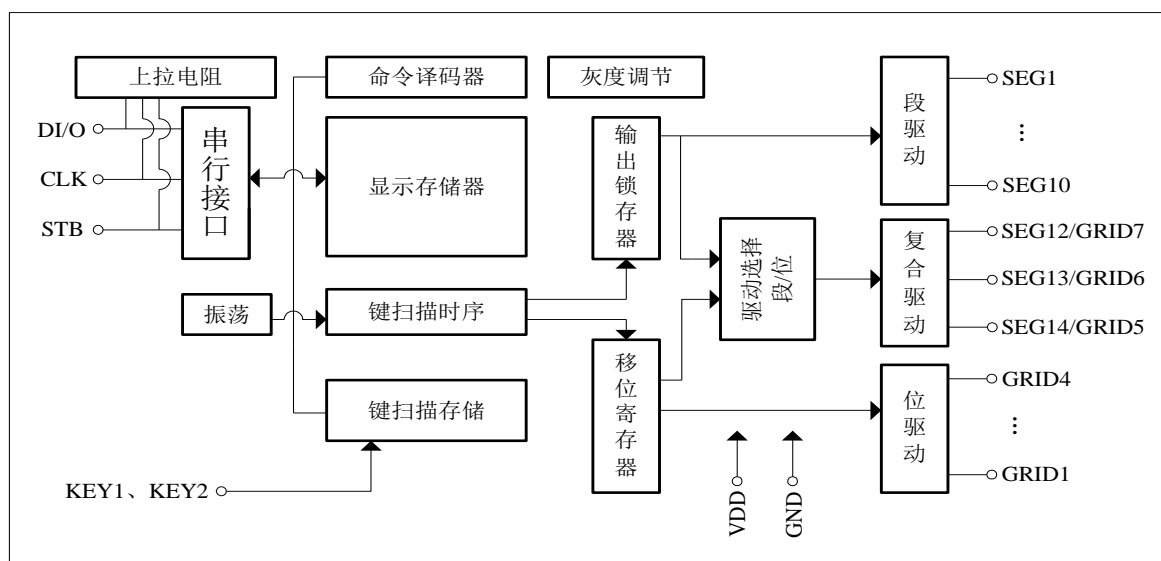 上拉电阻
命令译码器
灰度调节
DI/O
CLK
STB
串行接口
显示存储器
输出锁存器
段驱动
SEG1
⋮
SEG10
驱动选择
段/位
复合驱动
SEG12/GRID7
SEG13/GRID6
SEG14/GRID5
振荡
键扫描时序
键扫描存储
移位寄存器
位驱动
GRID4
⋮
GRID1
KEY1、KEY2
VDD
GND